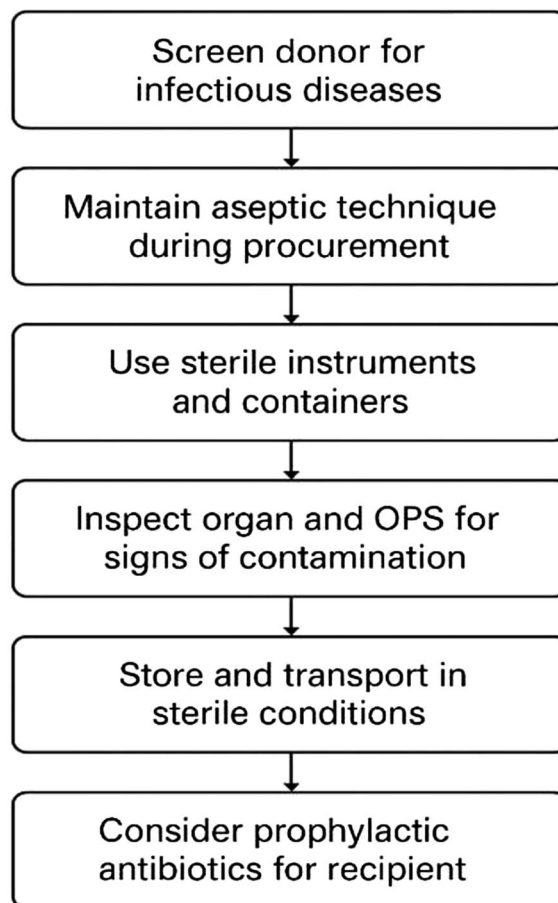 Screen donor for
infectious diseases
Maintain aseptic technique
during procurement
Use sterile instruments
and containers
Inspect organ and OPS for
signs of contamination
Store and transport in
sterile conditions
Consider prophylactic
antibiotics for recipient